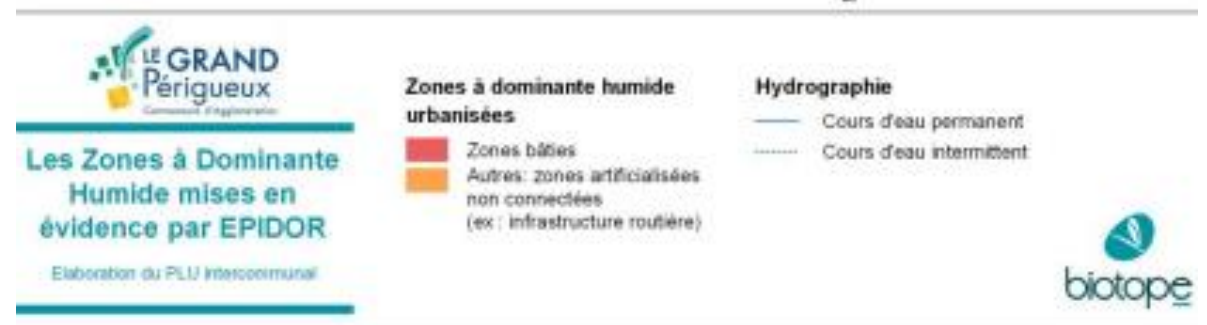 LE GRAND
Périgueux
Communauté d'agglomération
Les Zones à Dominante
Humide mises en
évidence par EPIDOR
Elaboration du PLU intercommunal
Zones à dominante humide
urbanisées
Zones bâties
Autres: zones artificialisées
non connectées
(ex : infrastructure routière)
Hydrographie
Cours d'eau permanent
Cours d'eau intermittent
biotope